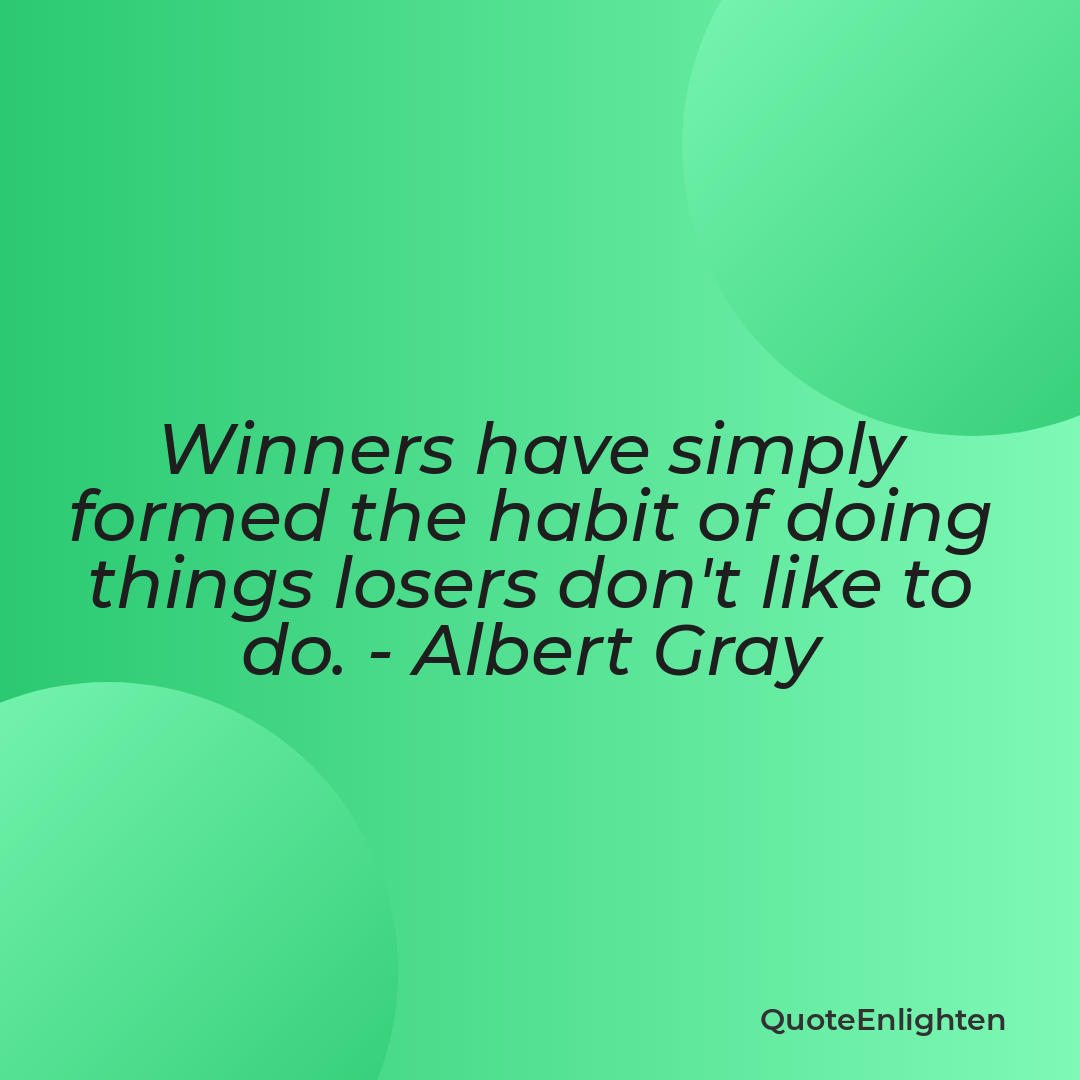 Winners have simply
formed the habit of doing
things losers don't like to
do. - Albert Gray
QuoteEnlighten